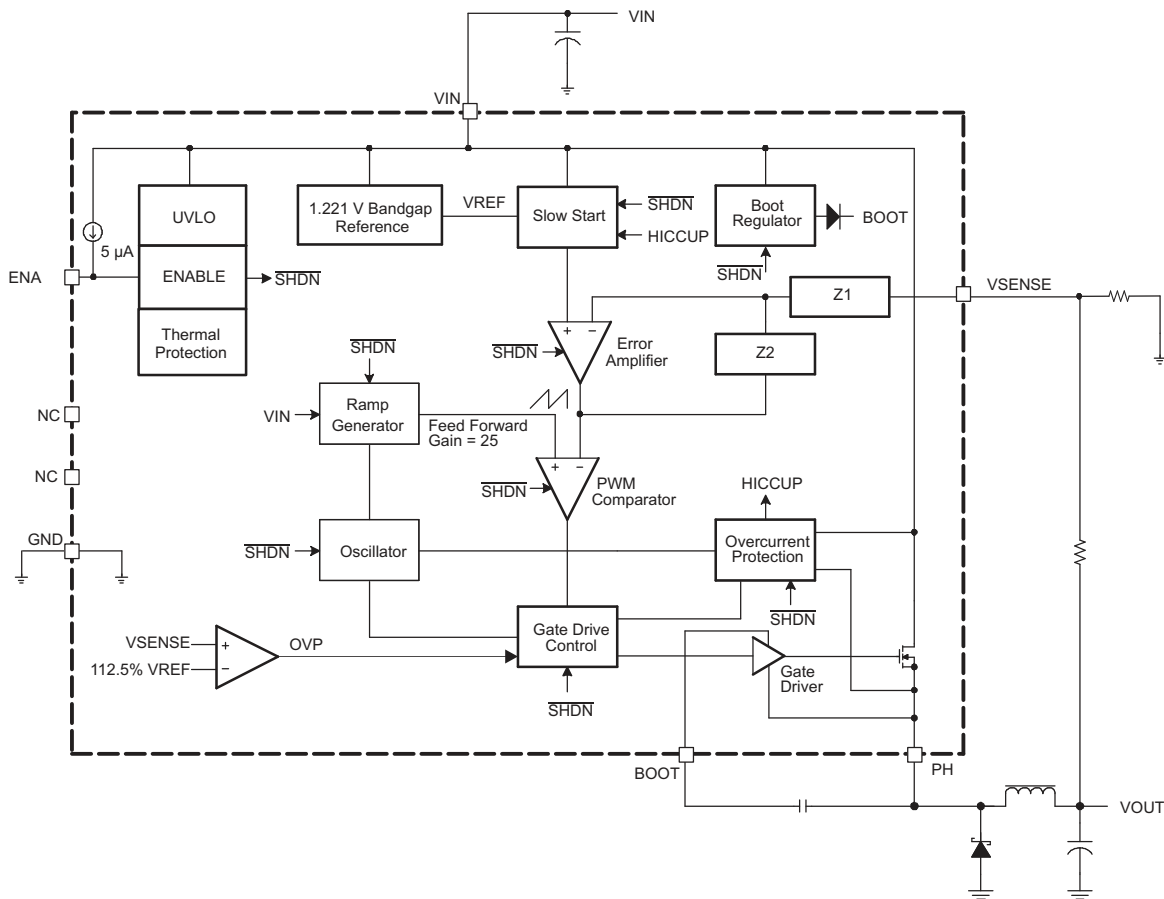 VIN
VIN
UVLO
1.221 V Bandgap
Reference
VREF
Slow Start
SHDN
HICCUP
Boot
Regulator
BOOT
SHDN
5 µA
ENA
ENABLE
SHDN
Thermal
Protection
Z1
VSENSE
+ −
Error
Amplifier
SHDN
Z2
SHDN
VIN
Ramp
Generator
Feed Forward
Gain = 25
NC
NC
+ −
PWM
Comparator
SHDN
HICCUP
GND
SHDN
Oscillator
Overcurrent
Protection
SHDN
VSENSE
+
112.5% VREF
−
OVP
Gate Drive
Control
SHDN
Gate
Driver
BOOT
PH
VOUT